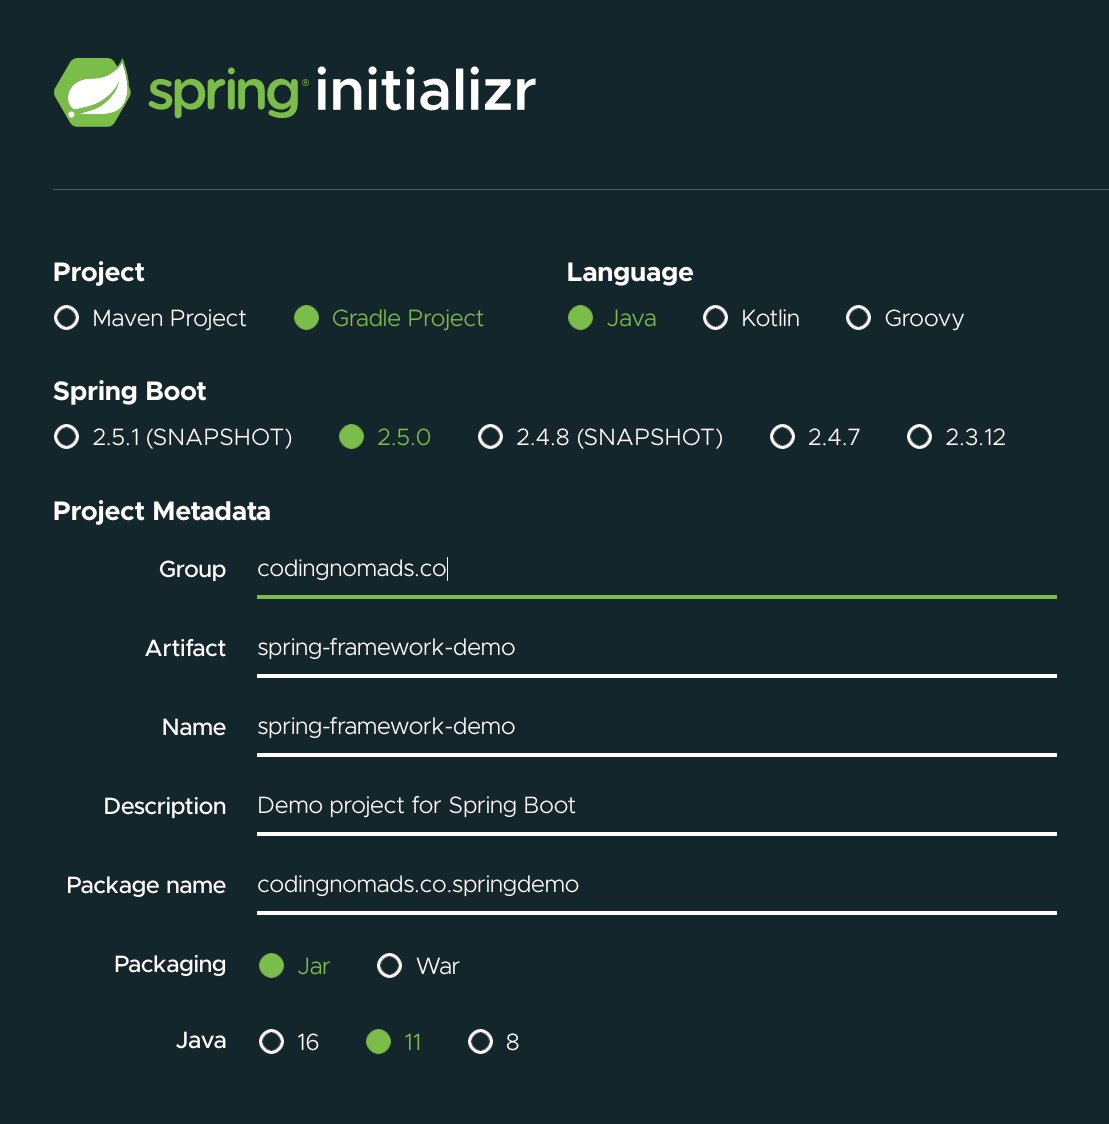 spring® initializr
Project
Maven Project Gradle Project
Language
Java Kotlin Groovy
Spring Boot
2.5.1 (SNAPSHOT) 2.5.0 2.4.8 (SNAPSHOT) 2.4.7 2.3.12
Project Metadata
Group codingnomads.co
Artifact spring-framework-demo
Name spring-framework-demo
Description Demo project for Spring Boot
Package name codingnomads.co.springdemo
Packaging Jar War
Java 16 11 8